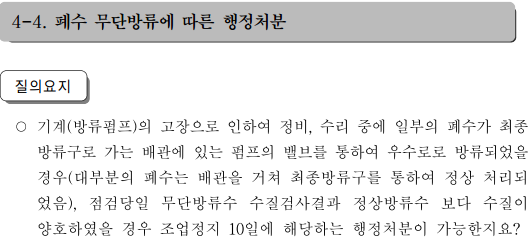 4-4. 폐수 무단방류에 따른 행정처분
질의요지
○ 기계(방류펌프)의 고장으로 인하여 정비, 수리 중에 일부의 폐수가 최종
방류구로 가는 배관에 있는 펌프의 밸브를 통하여 우수로로 방류되었을
경우(대부분의 폐수는 배관을 거쳐 최종방류구를 통하여 정상 처리되
었음), 점검당일 무단방류수 수질검사결과 정상방류수 보다 수질이
양호하였을 경우 조업정지 10일에 해당하는 행정처분이 가능한지요?